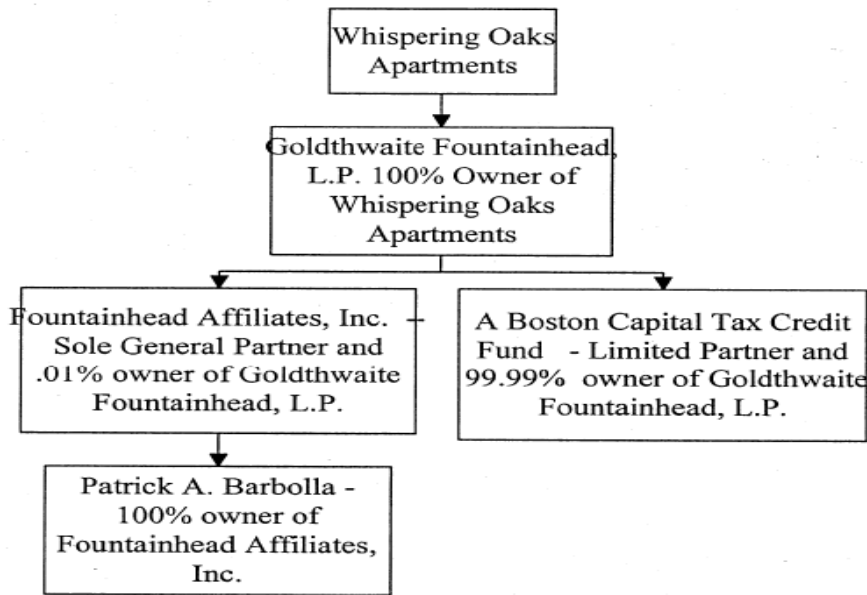 Whispering Oaks
Apartments
Goldthwaite Fountainhead,
L.P. 100% Owner of
Whispering Oaks
Apartments
Fountainhead Affiliates, Inc. –
Sole General Partner and
.01% owner of Goldthwaite
Fountainhead, L.P.
A Boston Capital Tax Credit
Fund - Limited Partner and
99.99% owner of Goldthwaite
Fountainhead, L.P.
Patrick A. Barbolla -
100% owner of
Fountainhead Affiliates,
Inc.